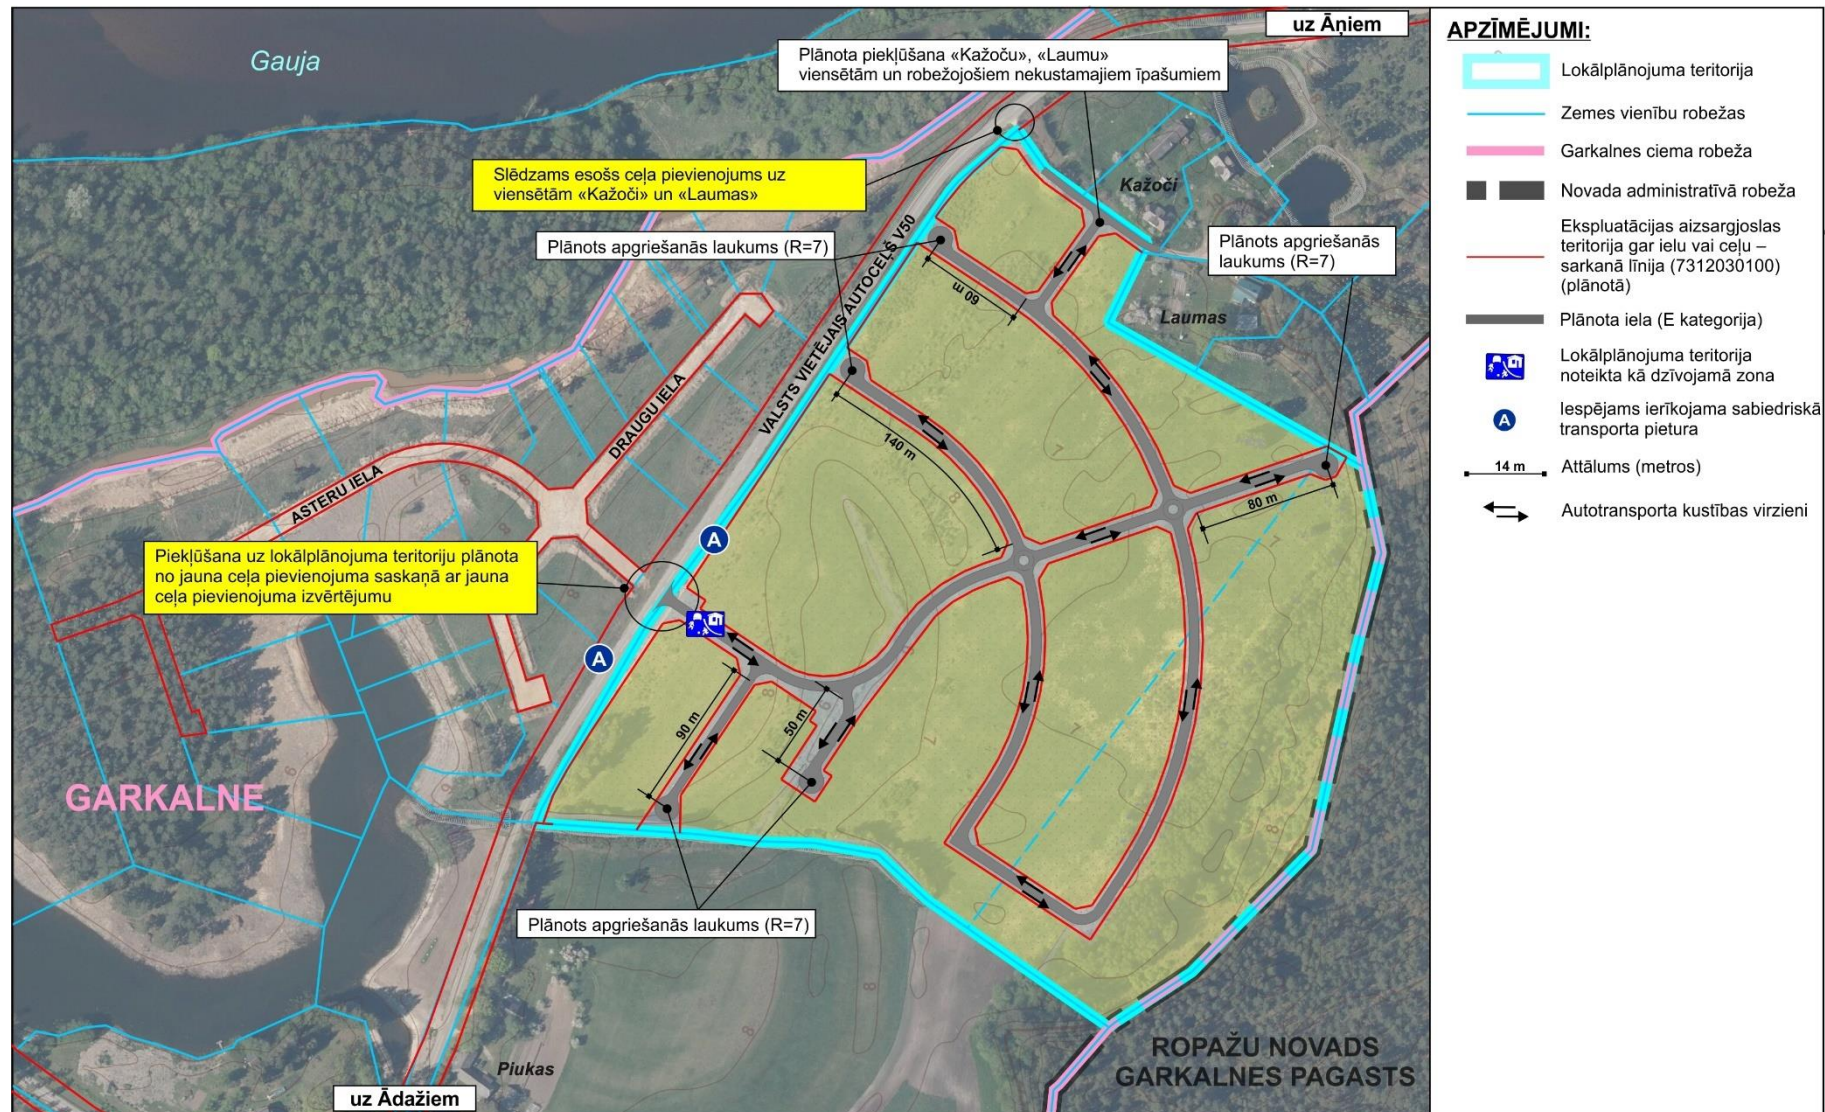 uz Āņiem
Gauja
Plānota piekļūšana «Kažoču», «Laumu»
viensētām un robežojošiem nekustamajiem īpašumiem
Slēdzams esošs ceļa pievienojums uz
viensētām «Kažoči» un «Laumas»
Kažoči
Plānots apgriešanās laukums (R=7)
Plānots apgriešanās
laukums (R=7)
60 m
Laumas
VALSTS VIETĒJAIS AUTOCEĻŠ V50
DRAUGU IELA
ASTERU IELA
140 m
80 m
A
Piekļūšana uz lokālplānojuma teritoriju plānota
no jauna ceļa pievienojuma saskaņā ar jauna
ceļa pievienojuma izvērtējumu
A
90 m
50 m
GARKALNE
Plānots apgriešanās laukums (R=7)
Piukas
uz Ādažiem
ROPAŽU NOVADS
GARKALNES PAGASTS
APZĪMĒJUMI:
Lokālplānojuma teritorija
Zemes vienību robežas
Garkalnes ciema robeža
Novada administratīvā robeža
Ekspluatācijas aizsargjoslas
teritorija gar ielu vai ceļu –
sarkanā līnija (7312030100)
(plānotā)
Plānota iela (E kategorija)
Lokālplānojuma teritorija
noteikta kā dzīvojamā zona
A
Iespējams ierīkojama sabiedriskā
transporta pietura
14 m
Attālums (metros)
Autotransporta kustības virzieni